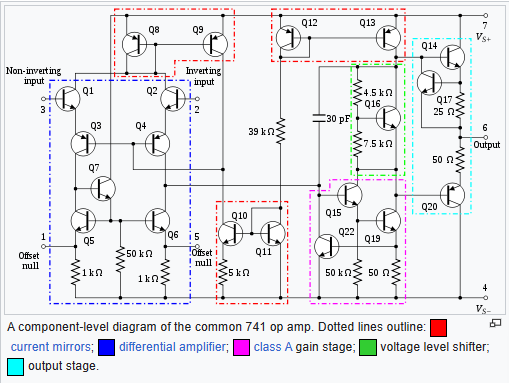 Q8 Q9 Q12 Q13 7
V_S+
Q14
Non-inverting input
Inverting input
Q1 Q2
3 2
4.5 kΩ
Q16
Q17
25 Ω
30 pF
Q3 Q4
39 kΩ
7.5 kΩ
6
Output
50 Ω
Q7
Q15
Q20
Q10
1 Q5 Q6 5
Q22 Q19
Q11
Offset null
Offset null
50 kΩ
1 kΩ 1 kΩ 5 kΩ 50 kΩ 50 Ω
4
V_S−
A component-level diagram of the common 741 op amp. Dotted lines outline:
current mirrors; differential amplifier; class A gain stage; voltage level shifter;
output stage.